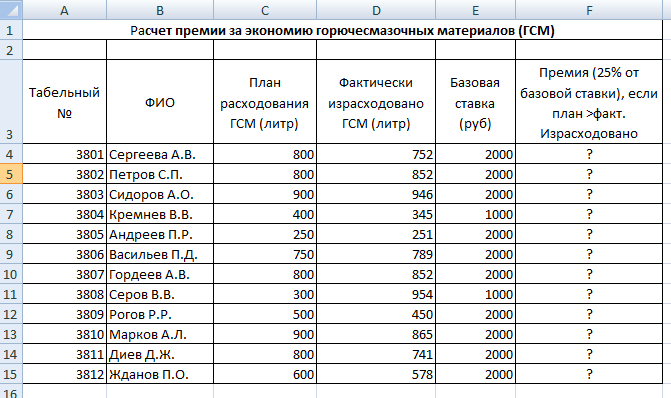 A B C D E F
1 Расчет премии за экономию горючесмазочных материалов (ГСМ)
2
3 Табельный № ФИО План расходования ГСМ (литр) Фактически израсходовано ГСМ (литр) Базовая ставка (руб) Премия (25% от базовой ставки), если план >факт. Израсходовано
4 3801 Сергеева А.В. 800 752 2000 ?
5 3802 Петров С.П. 800 852 2000 ?
6 3803 Сидоров А.О. 900 946 2000 ?
7 3804 Кремнев В.В. 400 345 1000 ?
8 3805 Андреев П.Р. 250 251 2000 ?
9 3806 Васильев П.Д. 750 789 2000 ?
10 3807 Гордеев А.В. 800 852 2000 ?
11 3808 Серов В.В. 300 954 1000 ?
12 3809 Рогов Р.Р. 500 450 2000 ?
13 3810 Марков А.Л. 900 865 2000 ?
14 3811 Диев Д.Ж. 800 741 2000 ?
15 3812 Жданов П.О. 600 578 2000 ?
16